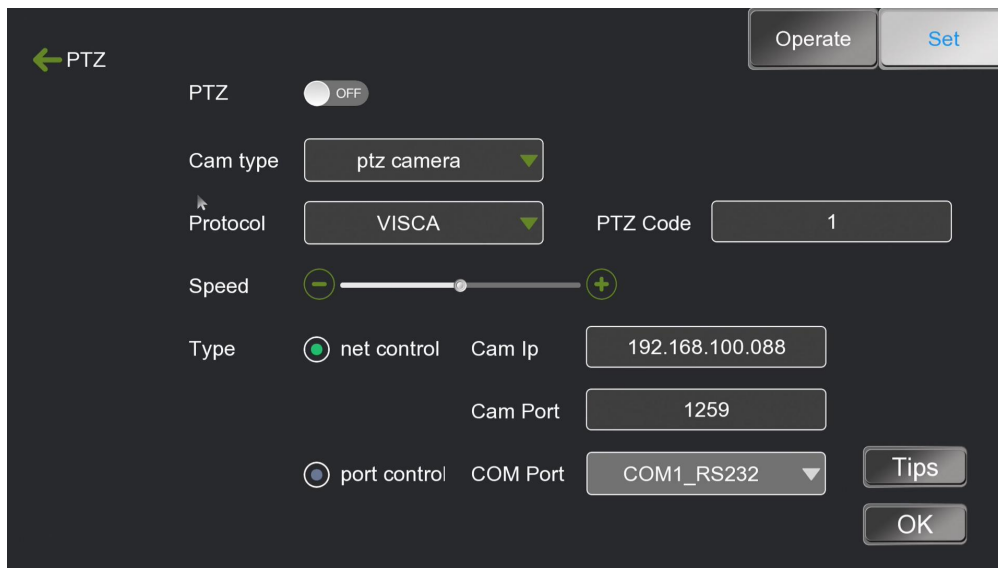 Operate Set
PTZ
PTZ OFF
Cam type ptz camera
Protocol VISCA PTZ Code 1
Speed
Type net control Cam Ip 192.168.100.088
Cam Port 1259
port control COM Port COM1_RS232 Tips
OK